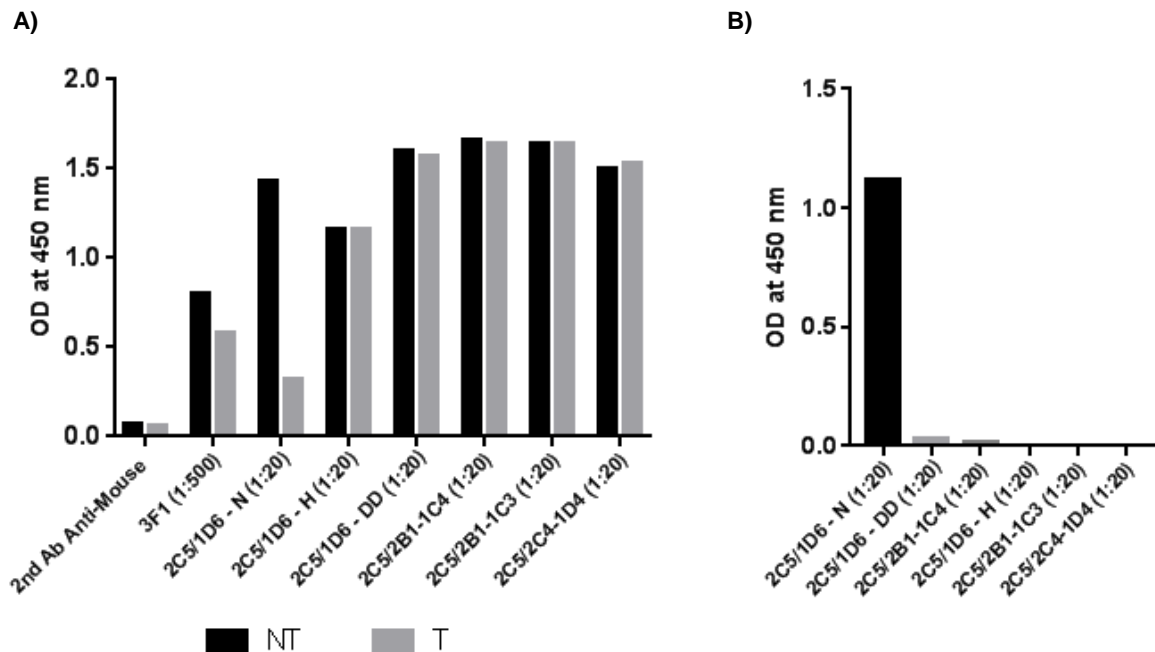 A)
B)
OD at 450 nm
2.0
1.5
1.0
0.5
0.0
2nd Ab Anti-Mouse
3F1 (1:500)
2C5/1D6 - N (1:20)
2C5/1D6 - H (1:20)
2C5/1D6 - DD (1:20)
2C5/2B1-1C4 (1:20)
2C5/2B1-1C3 (1:20)
2C5/2C4-1D4 (1:20)
NT
T
OD at 450 nm
1.5
1.0
0.5
0.0
2C5/1D6 - N (1:20)
2C5/1D6 - DD (1:20)
2C5/2B1-1C4 (1:20)
2C5/1D6 - H (1:20)
2C5/2B1-1C3 (1:20)
2C5/2C4-1D4 (1:20)